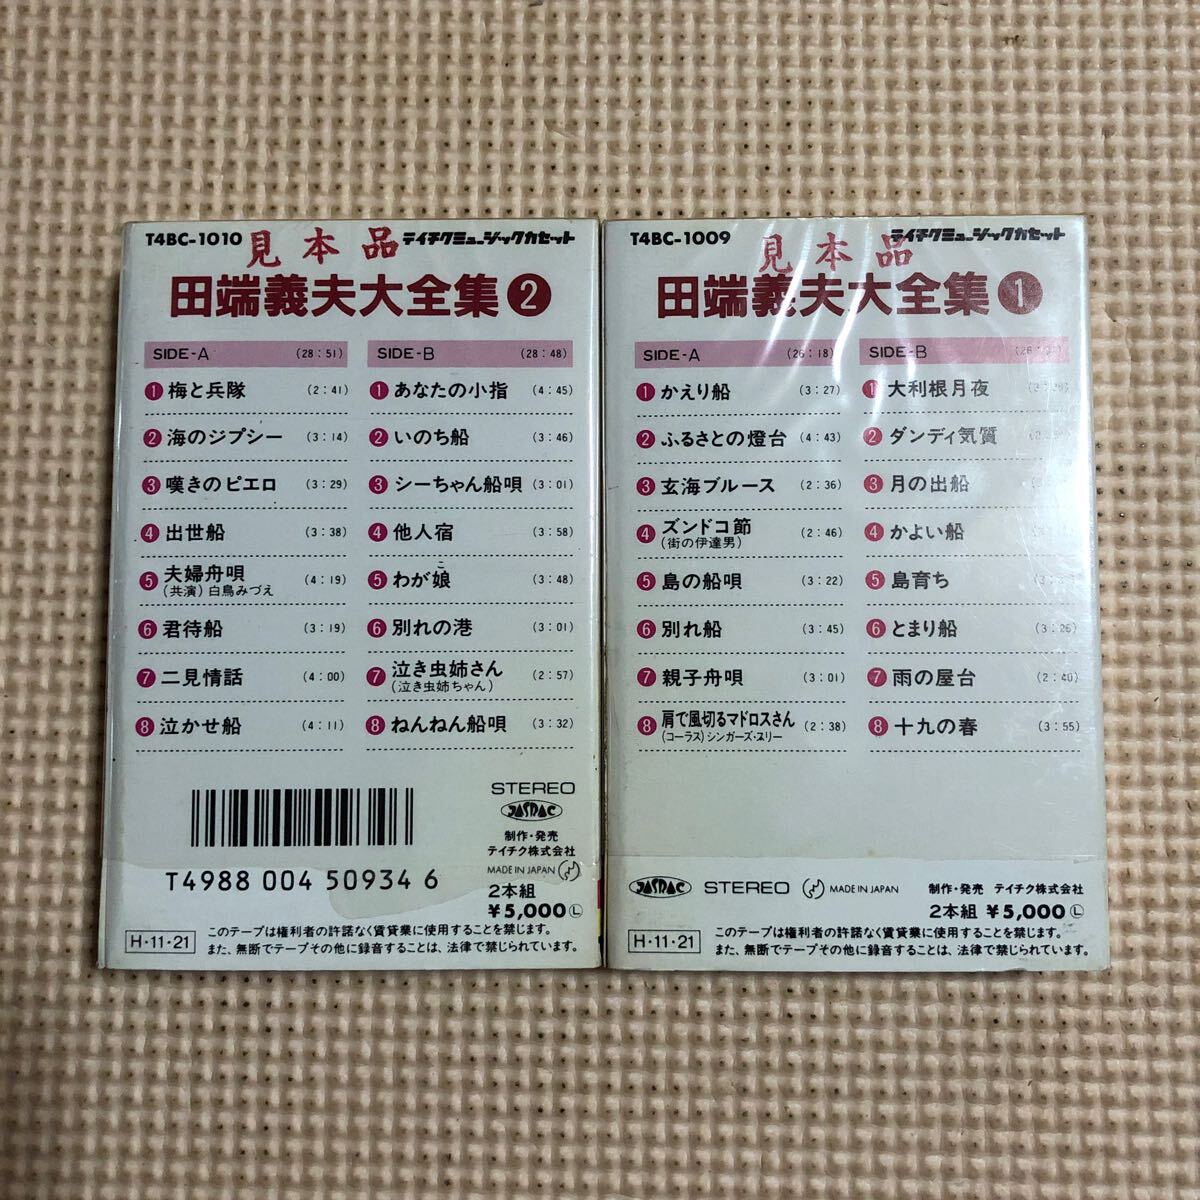 T4BC-1010
見本品
テイチクミュージックカセット
田端義夫大全集 2
SIDE-A (28:51)
1 梅と兵隊 (2:41)
2 海のジプシー (3:14)
3 嘆きのピエロ (3:29)
4 出世船 (3:38)
5 夫婦舟唄 (4:19)
(共演) 白鳥みづえ
6 君待船 (3:19)
7 二見情話 (4:00)
8 泣かせ船 (4:11)
SIDE-B (28:48)
1 あなたの小指 (4:45)
2 いのち船 (3:46)
3 シーちゃん船唄 (3:01)
4 他人宿 (3:58)
こ
5 わが娘 (3:48)
6 別れの港 (3:01)
7 泣き虫姉さん (2:57)
(泣き虫姉ちゃん)
8 ねんねん船唄 (3:32)
STEREO
JASRAC
制作・発売
テイチク株式会社
MADE IN JAPAN
T4988 004 50934 6
2本組
¥5,000 L
H・11・21
このテープは権利者の許諾なく賃貸業に使用することを禁じます。
また、無断でテープその他に録音することは、法律で禁じられています。
T4BC-1009
見本品
テイチクミュージックカセット
田端義夫大全集 1
SIDE-A (26:18)
1 かえり船 (3:27)
2 ふるさとの燈台 (4:43)
3 玄海ブルース (2:36)
4 ズンドコ節 (2:46)
(街の伊達男)
5 島の船唄 (3:22)
6 別れ船 (3:45)
7 親子舟唄 (3:01)
8 肩で風切るマドロスさん (2:38)
(コーラス) シンガーズ・スリー
SIDE-B
1 大利根月夜
2 ダンディ気質
3 月の出船
4 かよい船
5 島育ち
6 とまり船 (3:26)
7 雨の屋台 (2:40)
8 十九の春 (3:55)
JASRAC STEREO MADE IN JAPAN 制作・発売 テイチク株式会社
2本組 ¥5,000 L
H・11・21
このテープは権利者の許諾なく賃貸業に使用することを禁じます。
また、無断でテープその他に録音することは、法律で禁じられています。